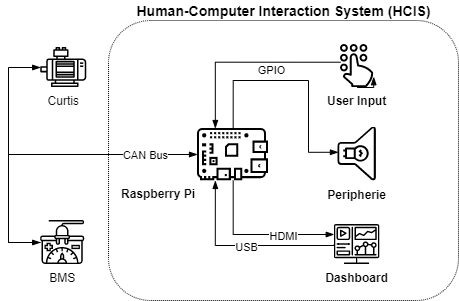 Human-Computer Interaction System (HCIS)
GPIO
Curtis
User Input
CAN Bus
Raspberry Pi
Peripherie
HDMI
USB
BMS
Dashboard